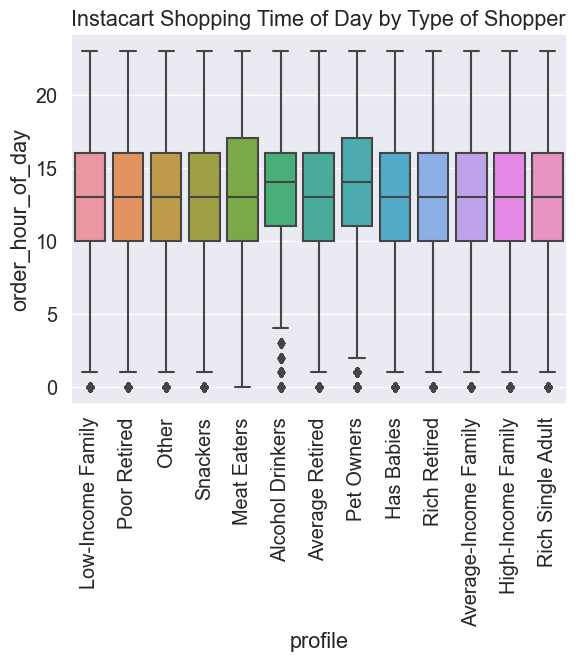 Instacart Shopping Time of Day by Type of Shopper
order_hour_of_day
20
15
10
5
0
Low-Income Family
Poor Retired
Other
Snackers
Meat Eaters
Alcohol Drinkers
Average Retired
Pet Owners
Has Babies
Rich Retired
Average-Income Family
High-Income Family
Rich Single Adult
profile